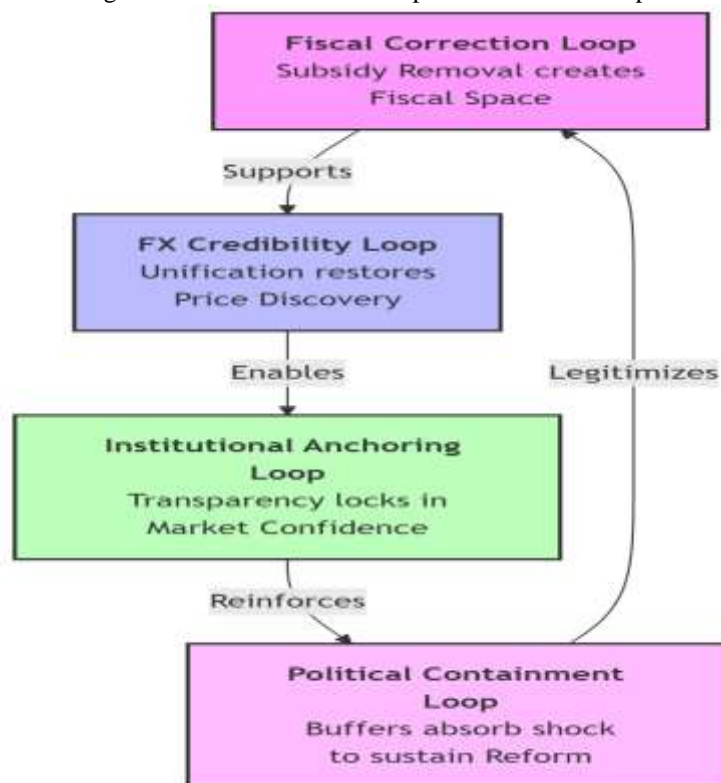 Fiscal Correction Loop
Subsidy Removal creates
Fiscal Space
Supports
FX Credibility Loop
Unification restores
Price Discovery
Enables
Legitimizes
Institutional Anchoring
Loop
Transparency locks in
Market Confidence
Reinforces
Political Containment
Loop
Buffers absorb shock
to sustain Reform